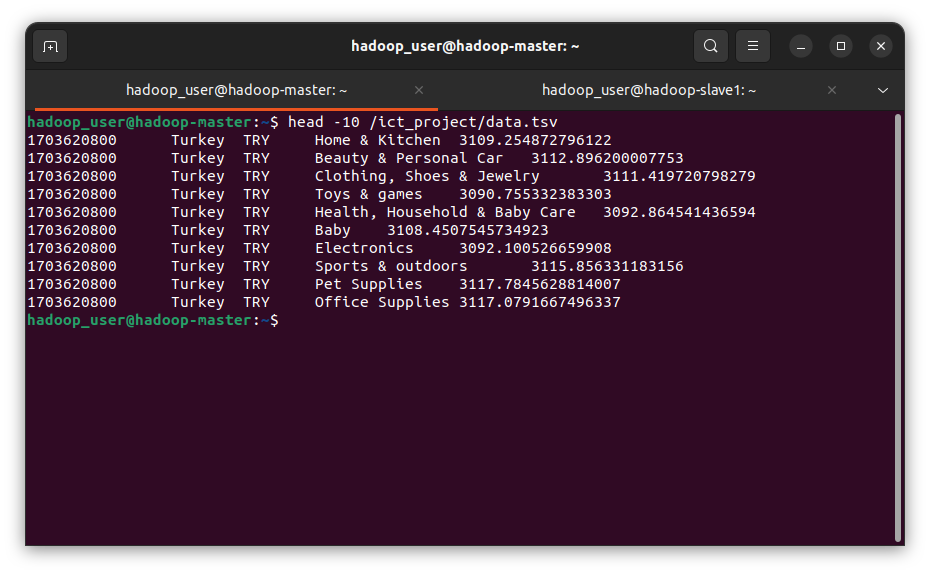 hadoop_user@hadoop-master: ~
hadoop_user@hadoop-master: ~ hadoop_user@hadoop-slave1: ~
hadoop_user@hadoop-master:~$ head -10 /ict_project/data.tsv
1703620800 Turkey TRY Home & Kitchen 3109.254872796122
1703620800 Turkey TRY Beauty & Personal Car 3112.896200007753
1703620800 Turkey TRY Clothing, Shoes & Jewelry 3111.419720798279
1703620800 Turkey TRY Toys & games 3090.755332383303
1703620800 Turkey TRY Health, Household & Baby Care 3092.864541436594
1703620800 Turkey TRY Baby 3108.4507545734923
1703620800 Turkey TRY Electronics 3092.100526659908
1703620800 Turkey TRY Sports & outdoors 3115.856331183156
1703620800 Turkey TRY Pet Supplies 3117.7845628814007
1703620800 Turkey TRY Office Supplies 3117.0791667496337
hadoop_user@hadoop-master:~$